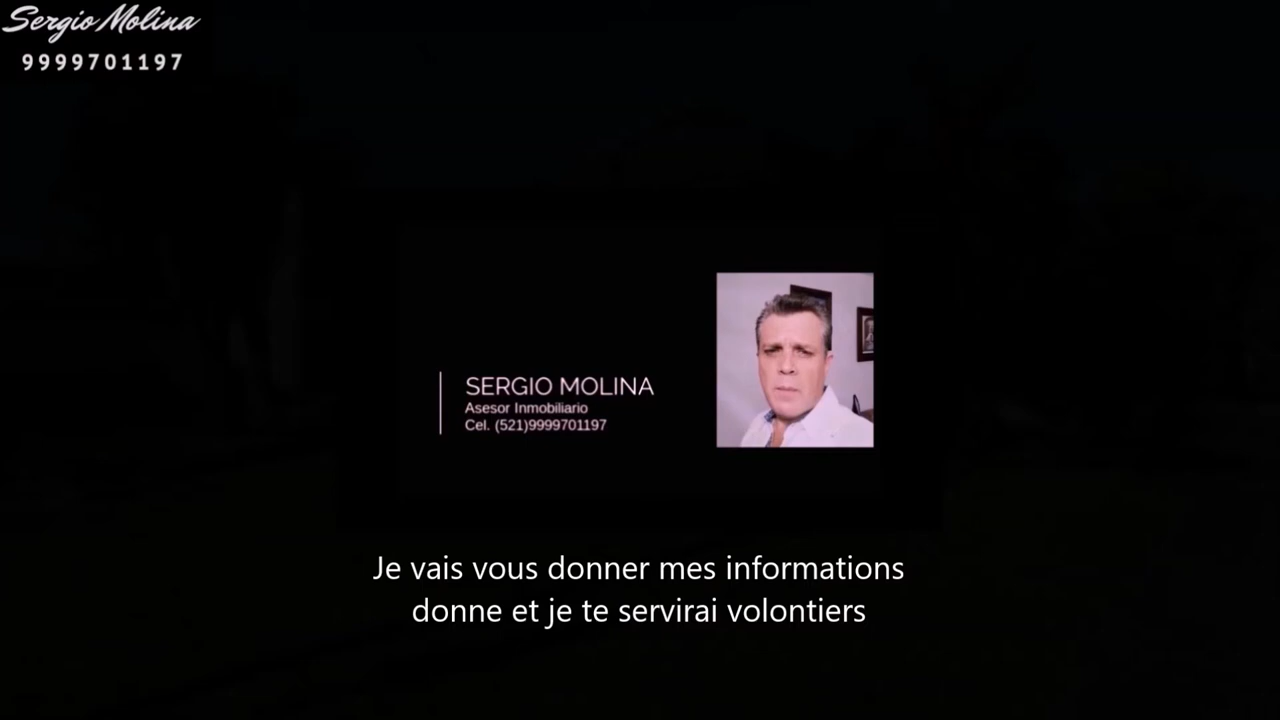 Sergio Molina
9999701197
SERGIO MOLINA
Asesor Inmobiliario
Cel. (521)9999701197
Je vais vous donner mes informations
donne et je te servirai volontiers